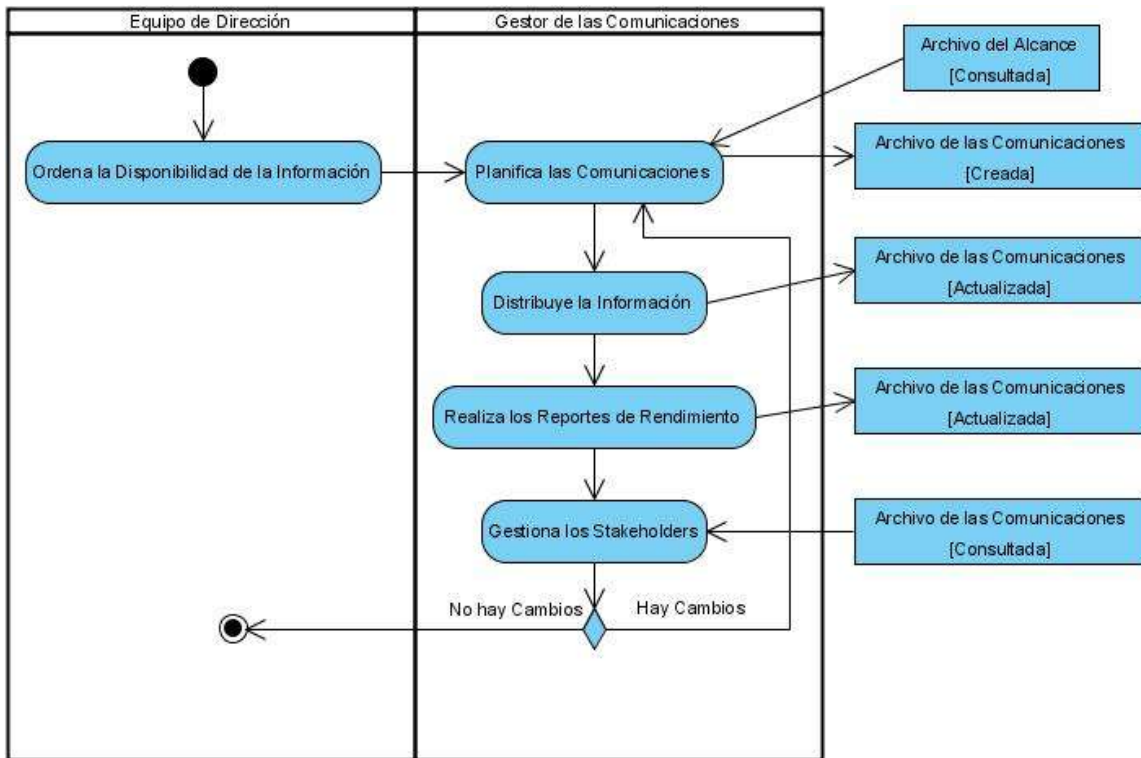 Equipo de Dirección
Gestor de las Comunicaciones
Archivo del Alcance
[Consultada]
Ordena la Disponibilidad de la Información
Planifica las Comunicaciones
Archivo de las Comunicaciones
[Creada]
Distribuye la Información
Archivo de las Comunicaciones
[Actualizada]
Realiza los Reportes de Rendimiento
Archivo de las Comunicaciones
[Actualizada]
Gestiona los Stakeholders
Archivo de las Comunicaciones
[Consultada]
No hay Cambios
Hay Cambios